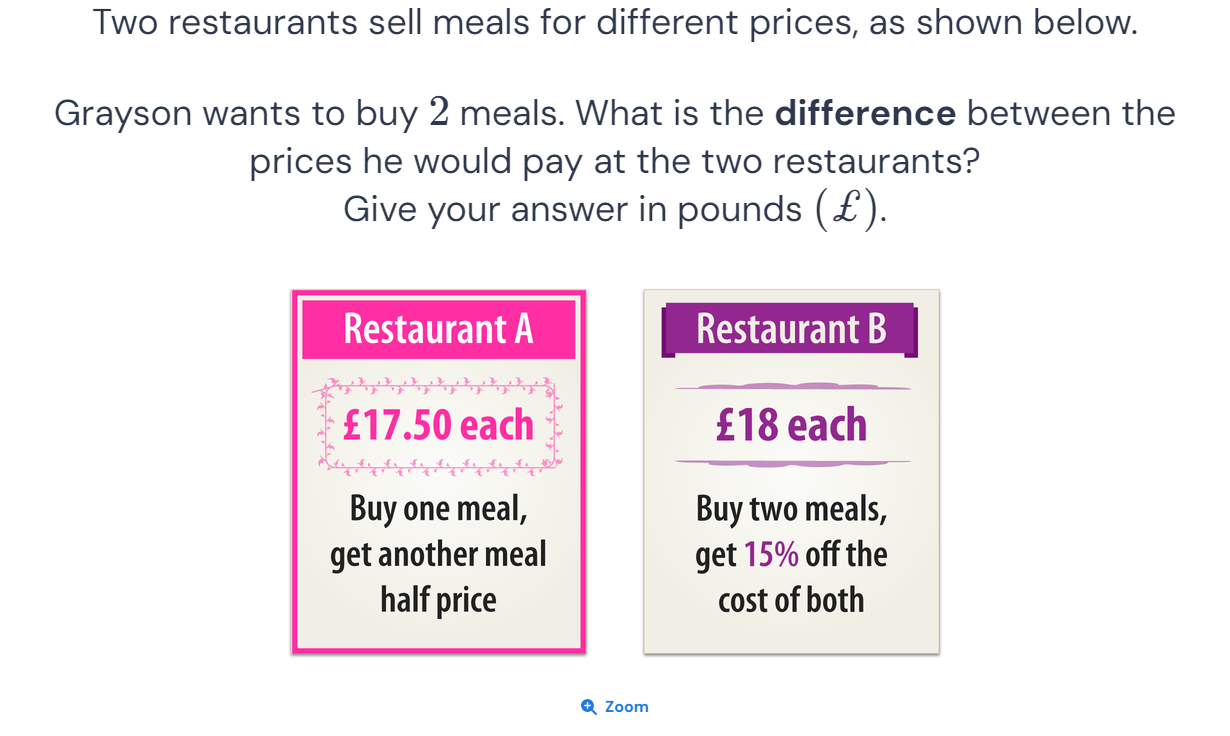 Two restaurants sell meals for different prices, as shown below.
Grayson wants to buy 2 meals. What is the difference between the
prices he would pay at the two restaurants?
Give your answer in pounds (£).
Restaurant A
£17.50 each
Buy one meal,
get another meal
half price
Restaurant B
£18 each
Buy two meals,
get 15% off the
cost of both
Zoom